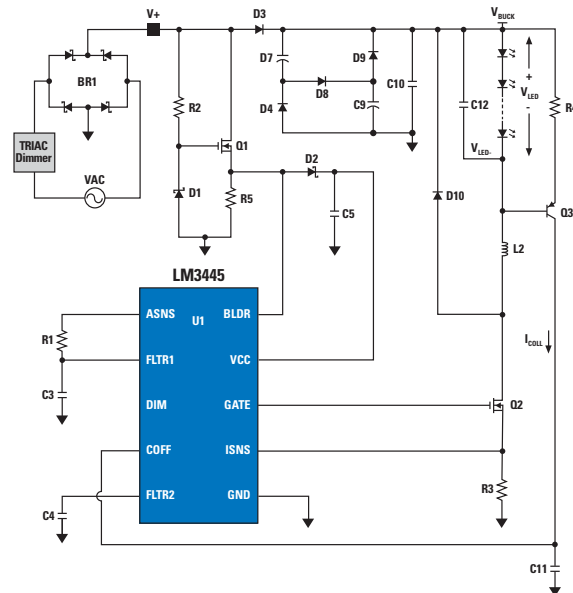 V+
D3
VBUCK
D7
D9
BR1
R2
D8
C10
C12
+
VLED
-
R4
D4
C9
TRIAC
Dimmer
Q1
VLED-
D2
VAC
D1
R5
D10
Q3
C5
L2
LM3445
ASNS
U1
BLDR
R1
ICOLL
FLTR1
VCC
C3
DIM
GATE
Q2
COFF
ISNS
R3
FLTR2
GND
C4
C11